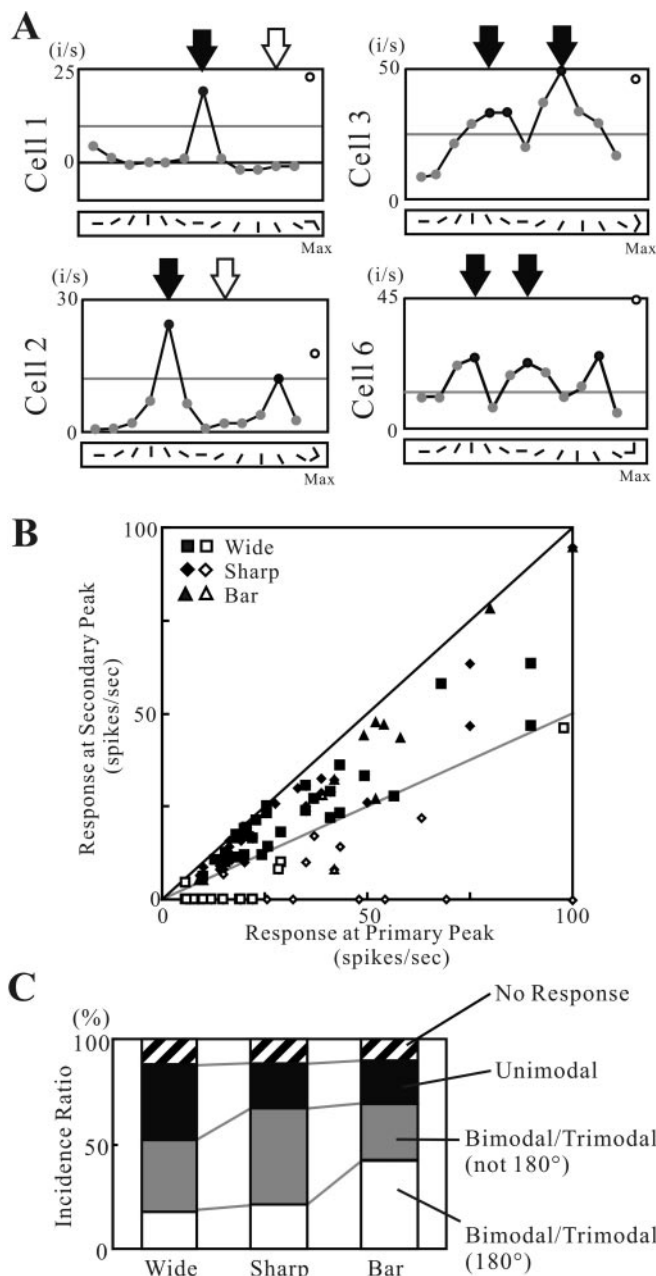 A
(i/s)
25
0
Cell 1
Max
(i/s)
50
0
Cell 3
Max
(i/s)
30
0
Cell 2
Max
(i/s)
45
0
Cell 6
Max
B
100
50
0
Wide
Sharp
Bar
Response at Secondary Peak
(spikes/sec)
0
50
100
Response at Primary Peak
(spikes/sec)
C
(%)
100
50
0
Incidence Ratio
No Response
Unimodal
Bimodal/Trimodal
(not 180°)
Bimodal/Trimodal
(180°)
Wide
Sharp
Bar